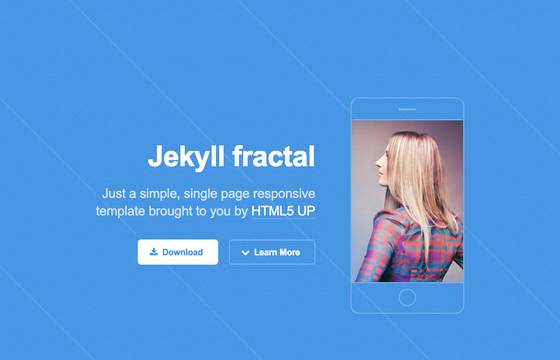 Jekyll fractal
Just a simple, single page responsive
template brought to you by HTML5 UP
Download
Learn More